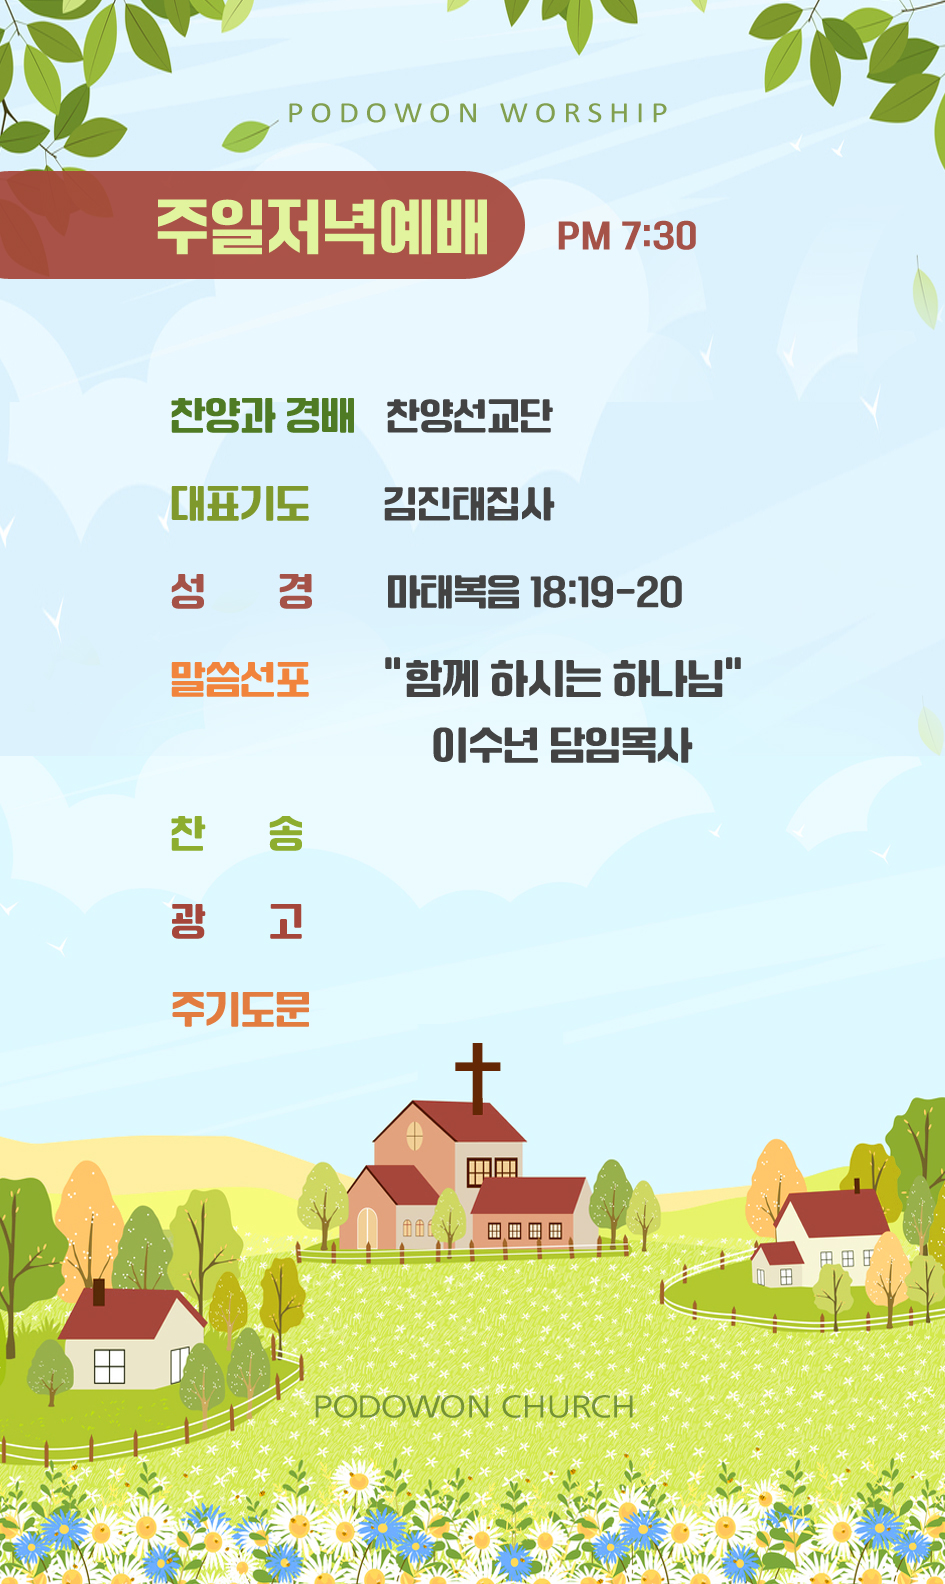 PODOWON WORSHIP
주일저녁예배 PM 7:30
찬양과 경배 찬양선교단
대표기도 김진태집사
성 경 마태복음 18:19-20
말씀선포 "함께 하시는 하나님"
이수년 담임목사
찬 송
광 고
주기도문
PODOWON CHURCH